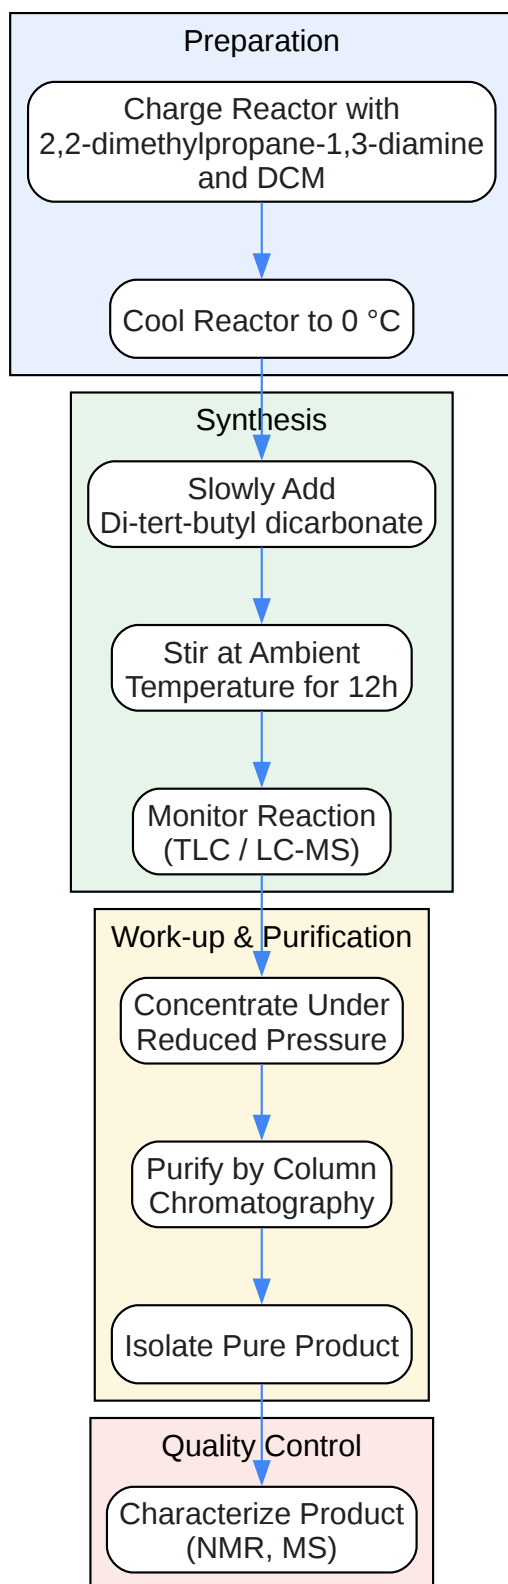 Preparation
Charge Reactor with
2,2-dimethylpropane-1,3-diamine
and DCM
Cool Reactor to 0 °C
Synthesis
Slowly Add
Di-tert-butyl dicarbonate
Stir at Ambient
Temperature for 12h
Monitor Reaction
(TLC / LC-MS)
Work-up & Purification
Concentrate Under
Reduced Pressure
Purify by Column
Chromatography
Isolate Pure Product
Quality Control
Characterize Product
(NMR, MS)